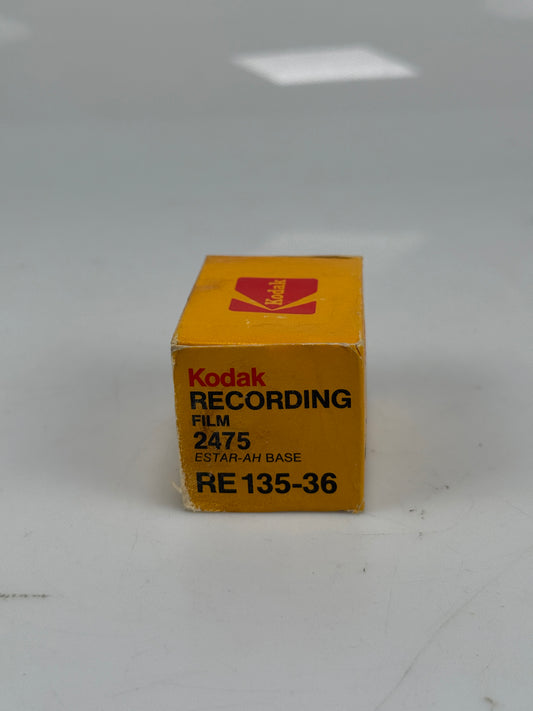 Kodak
Kodak
RECORDING
FILM
2475
ESTAR-AH BASE
RE 135-36